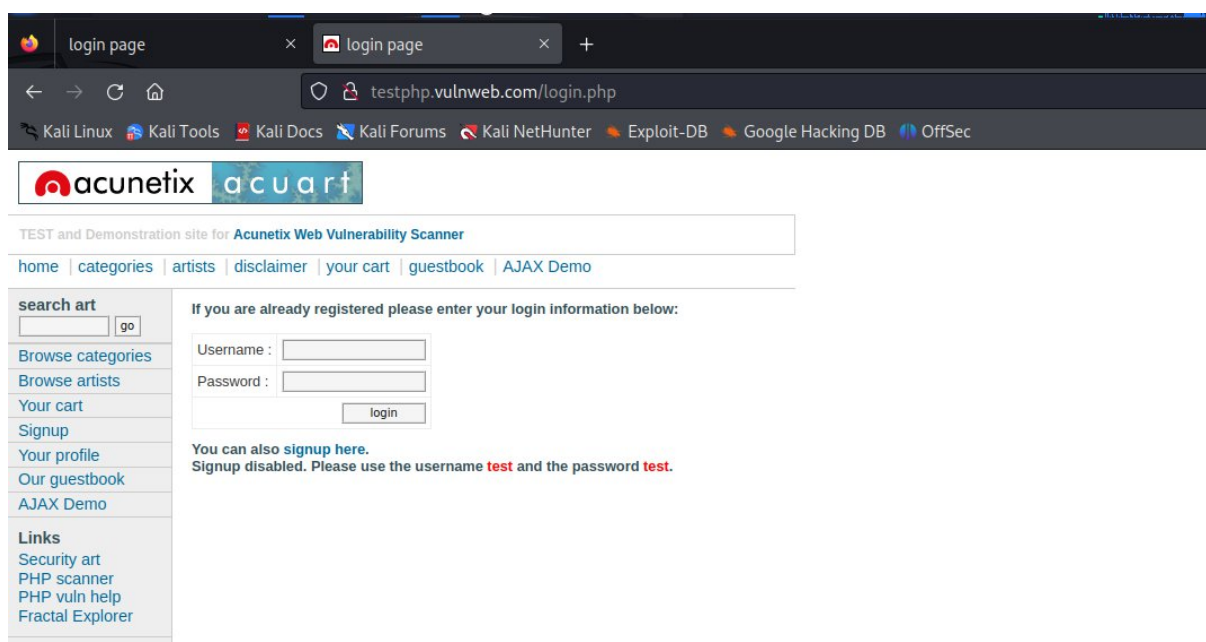 login page × login page × +
testphp.vulnweb.com/login.php
Kali Linux Kali Tools Kali Docs Kali Forums Kali NetHunter Exploit-DB Google Hacking DB OffSec
acunetix acuart
TEST and Demonstration site for Acunetix Web Vulnerability Scanner
home | categories | artists | disclaimer | your cart | guestbook | AJAX Demo
search art
go
Browse categories
Browse artists
Your cart
Signup
Your profile
Our guestbook
AJAX Demo
Links
Security art
PHP scanner
PHP vuln help
Fractal Explorer
If you are already registered please enter your login information below:
Username :
Password :
login
You can also signup here.
Signup disabled. Please use the username test and the password test.